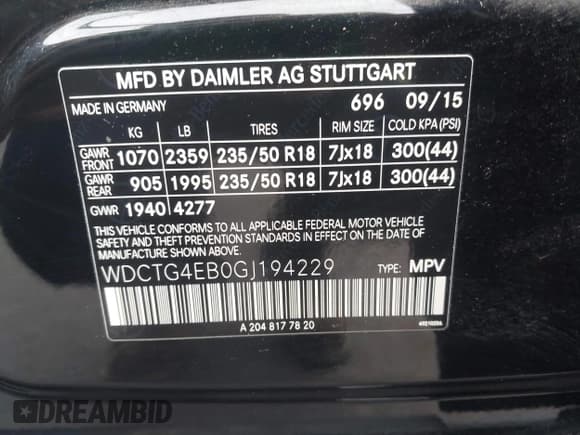 MFD BY DAIMLER AG STUTTGART
MADE IN GERMANY 696 09/15
KG LB TIRES RIM SIZE COLD KPA(PSI)
GAWR FRONT 1070 2359 235/50 R18 7Jx18 300(44)
GAWR REAR 905 1995 235/50 R18 7Jx18 300(44)
GVWR 1940 4277
VEHICLE CONFORMS TO ALL APPLICABLE FEDERAL MOTOR VEHICLE
SAFETY, BUMPER, AND THEFT PREVENTION STANDARDS IN EFFECT ON
MANUFACTURE DATE SHOWN ABOVE.
WDCTG4EB0GJ194229 TYPE: MPV
A 204 817 78 20
DREAMBID